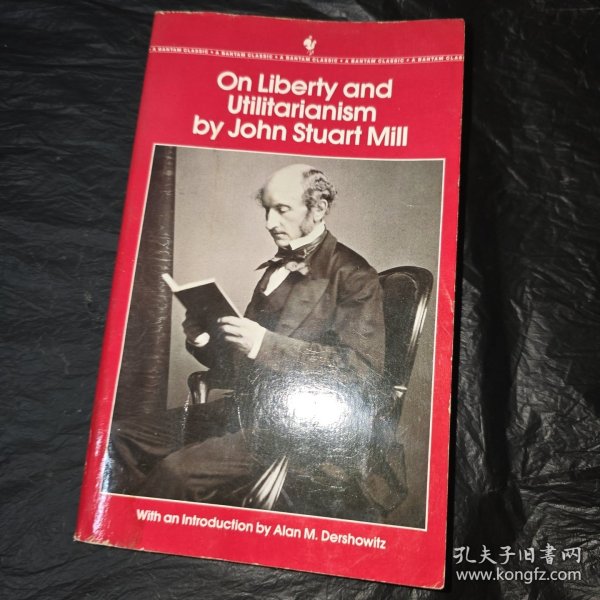 A BANTAM CLASSIC • A BANTAM CLASSIC • A BANTAM CLASSIC • A BANTAM CLASSIC • A BANTAM CLASSIC
On Liberty and
Utilitarianism
by John Stuart Mill
With an Introduction by Alan M. Dershowitz
孔夫子旧书网
www.kongfz.com